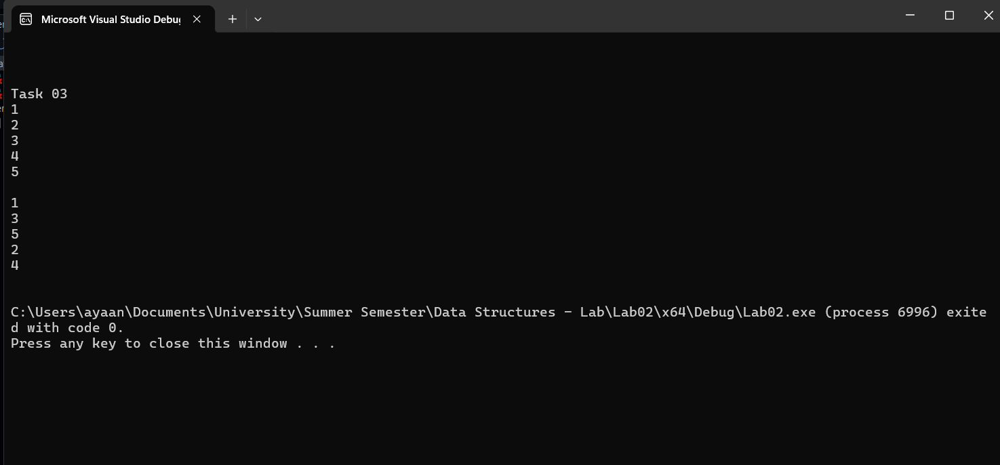 Microsoft Visual Studio Debug
Task 03
1
2
3
4
5
1
3
5
2
4
C:\Users\ayaan\Documents\University\Summer Semester\Data Structures - Lab\Lab02\x64\Debug\Lab02.exe (process 6996) exite
d with code 0.
Press any key to close this window . . .